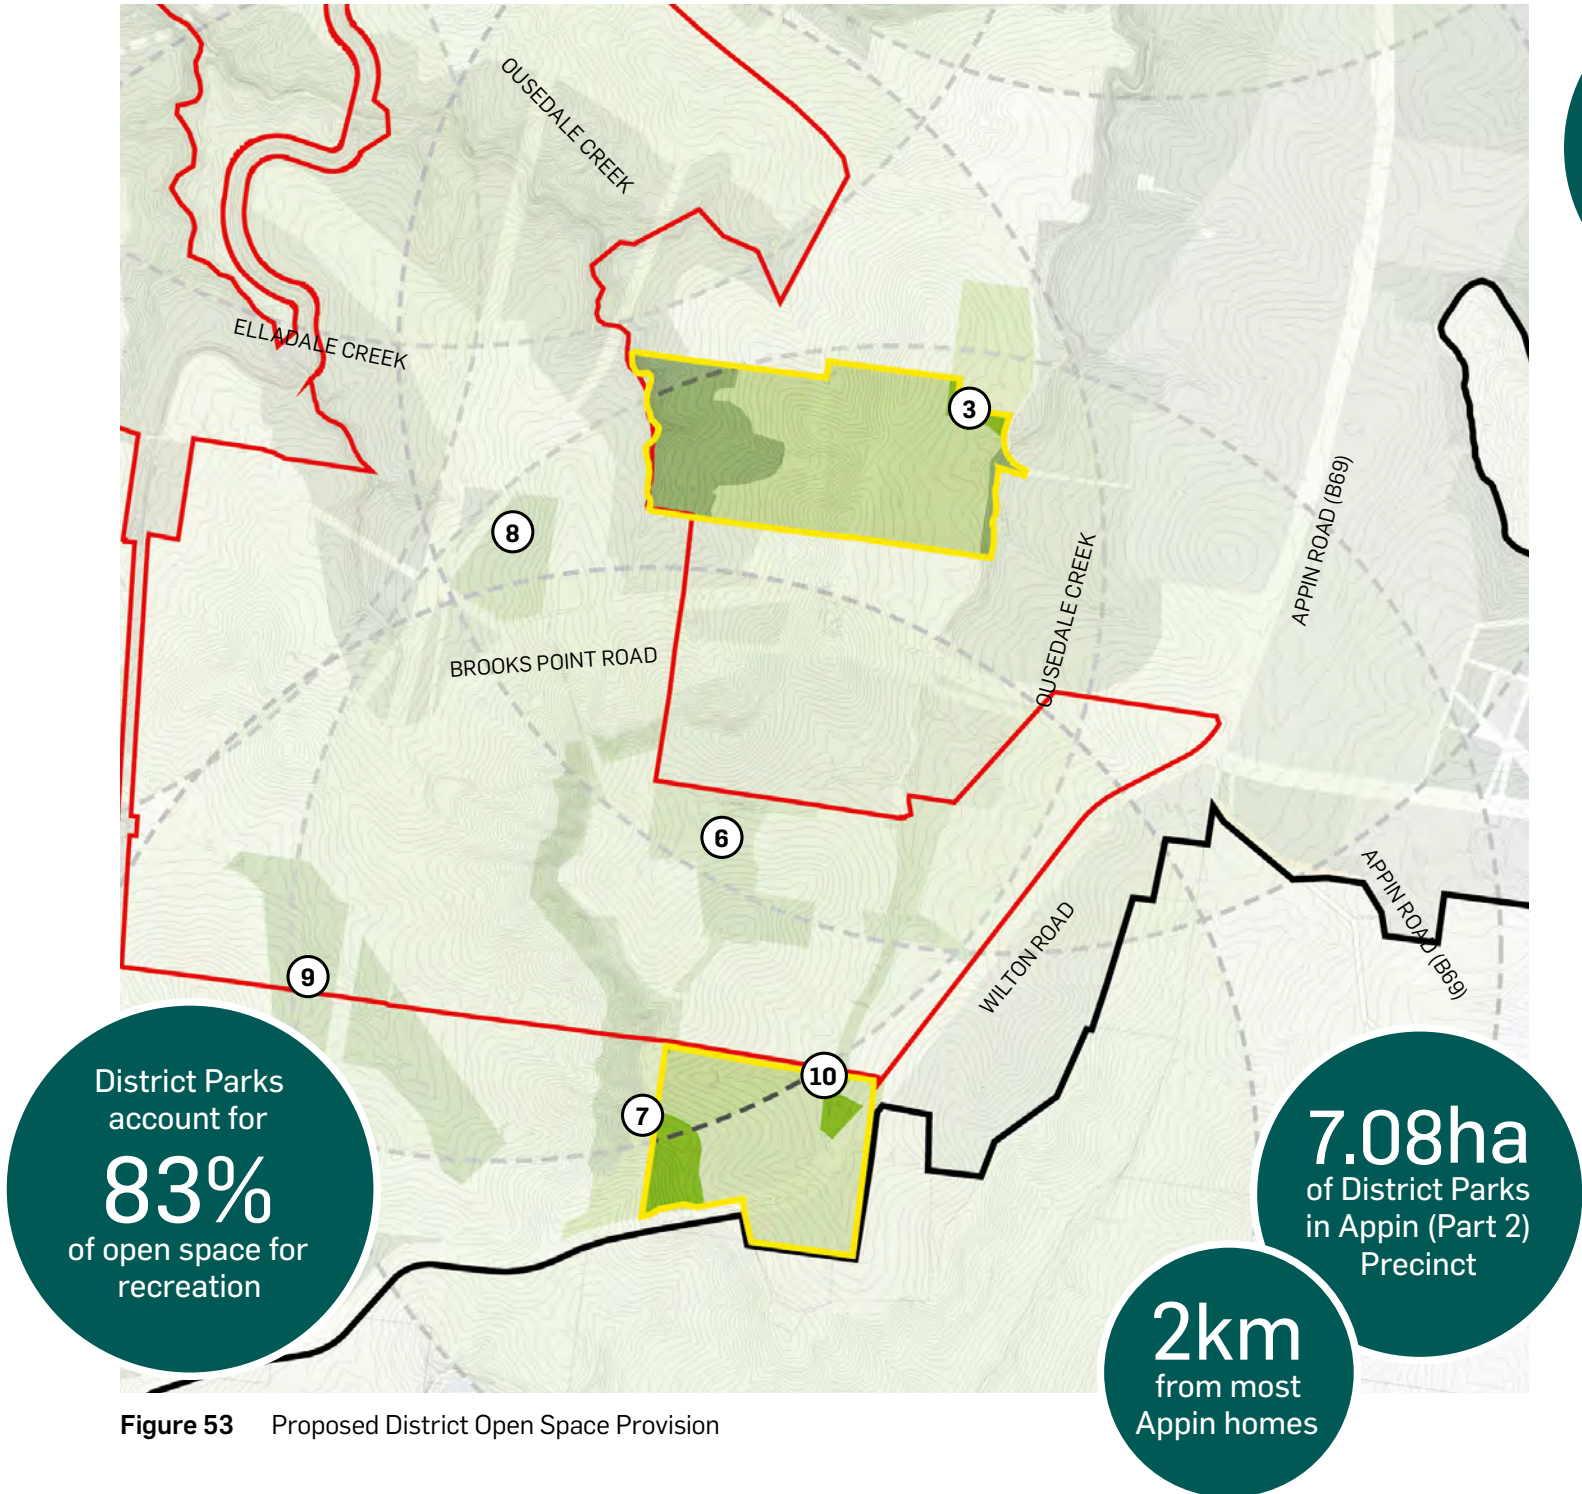 OUSEDALE CREEK
ELLADALE CREEK
3
8
APPIN ROAD (B69)
OUSEDALE CREEK
BROOKS POINT ROAD
6
APPIN ROAD (B69)
WILTON ROAD
9
10
7
District Parks
account for
83%
of open space for
recreation
7.08ha
of District Parks
in Appin (Part 2)
Precinct
2km
from most
Appin homes
Figure 53 Proposed District Open Space Provision